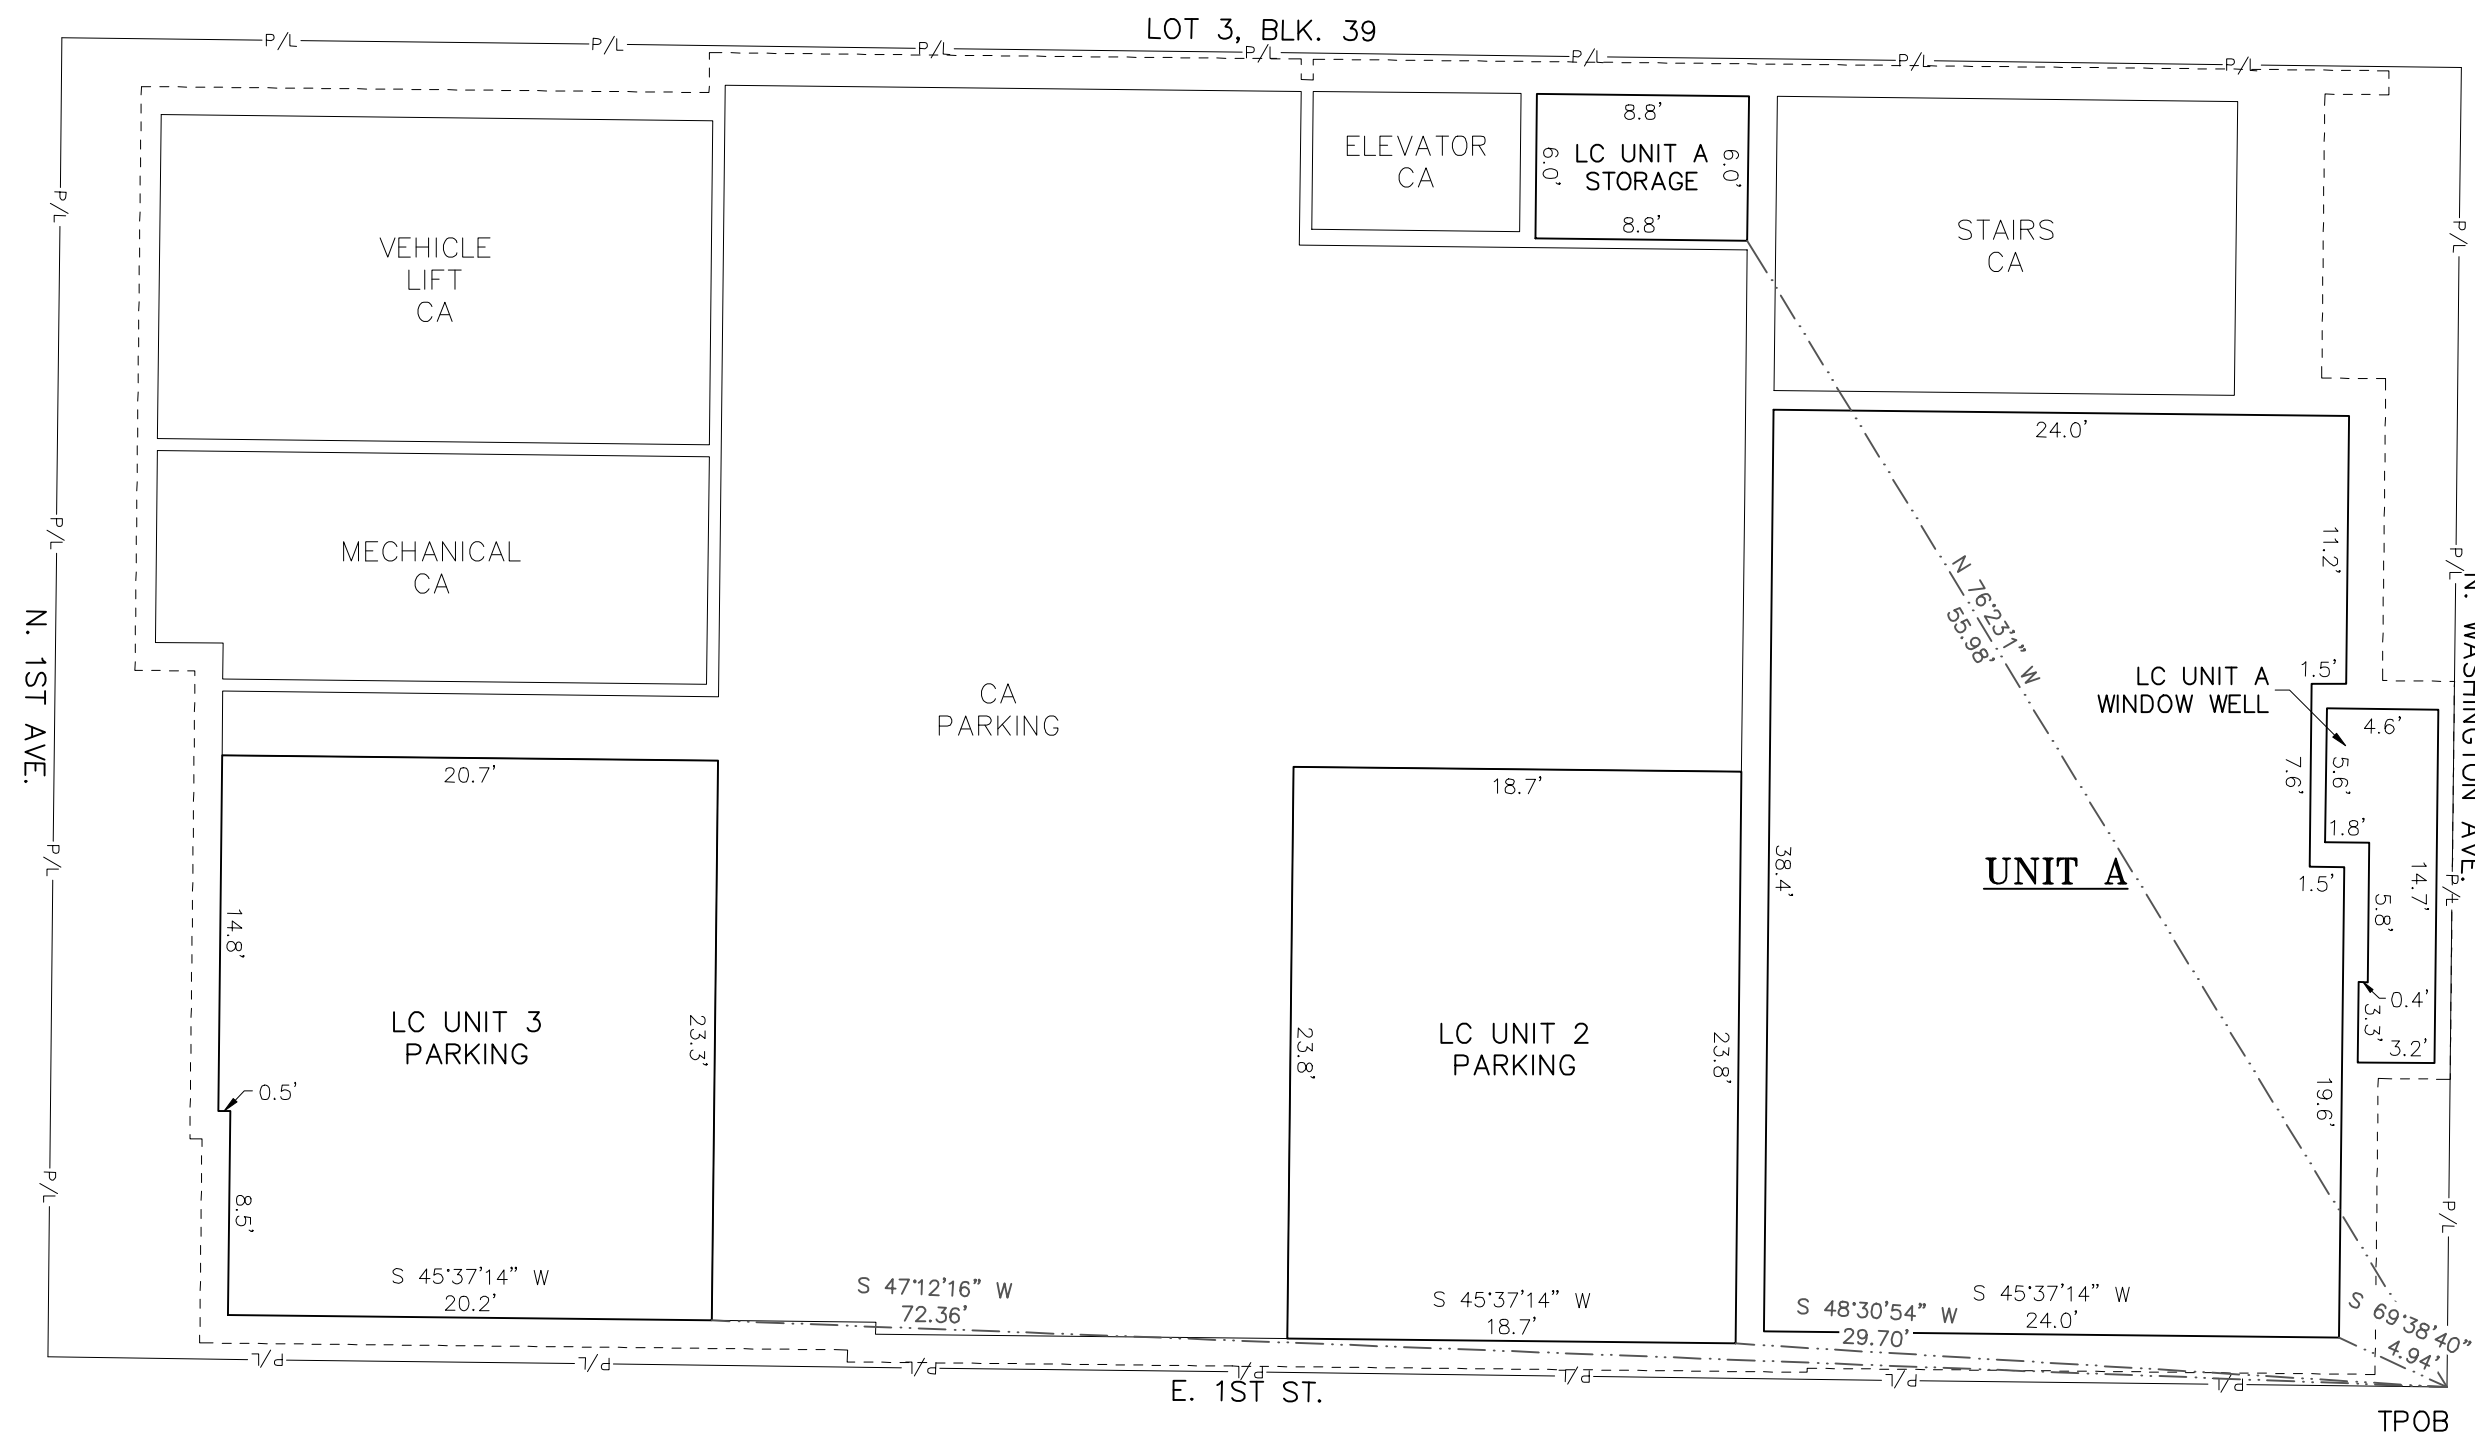 LOT 3, BLK. 39
P/L
P/L
P/L
P/L
P/L
P/L
P/L
P/L
P/L
P/L
P/L
N. 1ST AVE.
P/L
P/L
P/L
P/L
P/L
N. WASHINGTON AVE.
VEHICLE
LIFT
CA
MECHANICAL
CA
ELEVATOR
CA
8.8'
6.0'
LC UNIT A
STORAGE
6.0'
8.8'
STAIRS
CA
CA
PARKING
24.0'
11.2'
N 76°23'1" W
55.98'
1.5'
LC UNIT A
WINDOW WELL
4.6'
5.6'
7.6'
1.8'
1.5'
38.4'
UNIT A
14.7'
5.8'
0.4'
3.3'
3.2'
19.6'
S 45°37'14" W
24.0'
20.7'
14.8'
23.3'
LC UNIT 3
PARKING
0.5'
8.5'
S 45°37'14" W
20.2'
S 47°12'16" W
72.36'
18.7'
23.8'
LC UNIT 2
PARKING
23.8'
S 45°37'14" W
18.7'
S 48°30'54" W
29.70'
S 69°38'40"
4.94'
P/L
P/L
P/L
P/L
P/L
P/L
P/L
E. 1ST ST.
TPOB